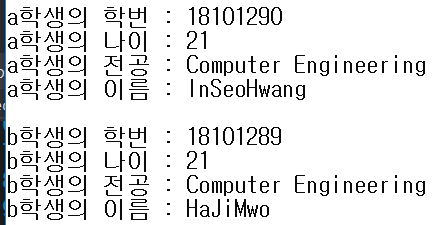 a학생의 학번 : 18101290
a학생의 나이 : 21
a학생의 전공 : Computer Engineering
a학생의 이름 : InSeoHwang
b학생의 학번 : 18101289
b학생의 나이 : 21
b학생의 전공 : Computer Engineering
b학생의 이름 : HaJiMwo